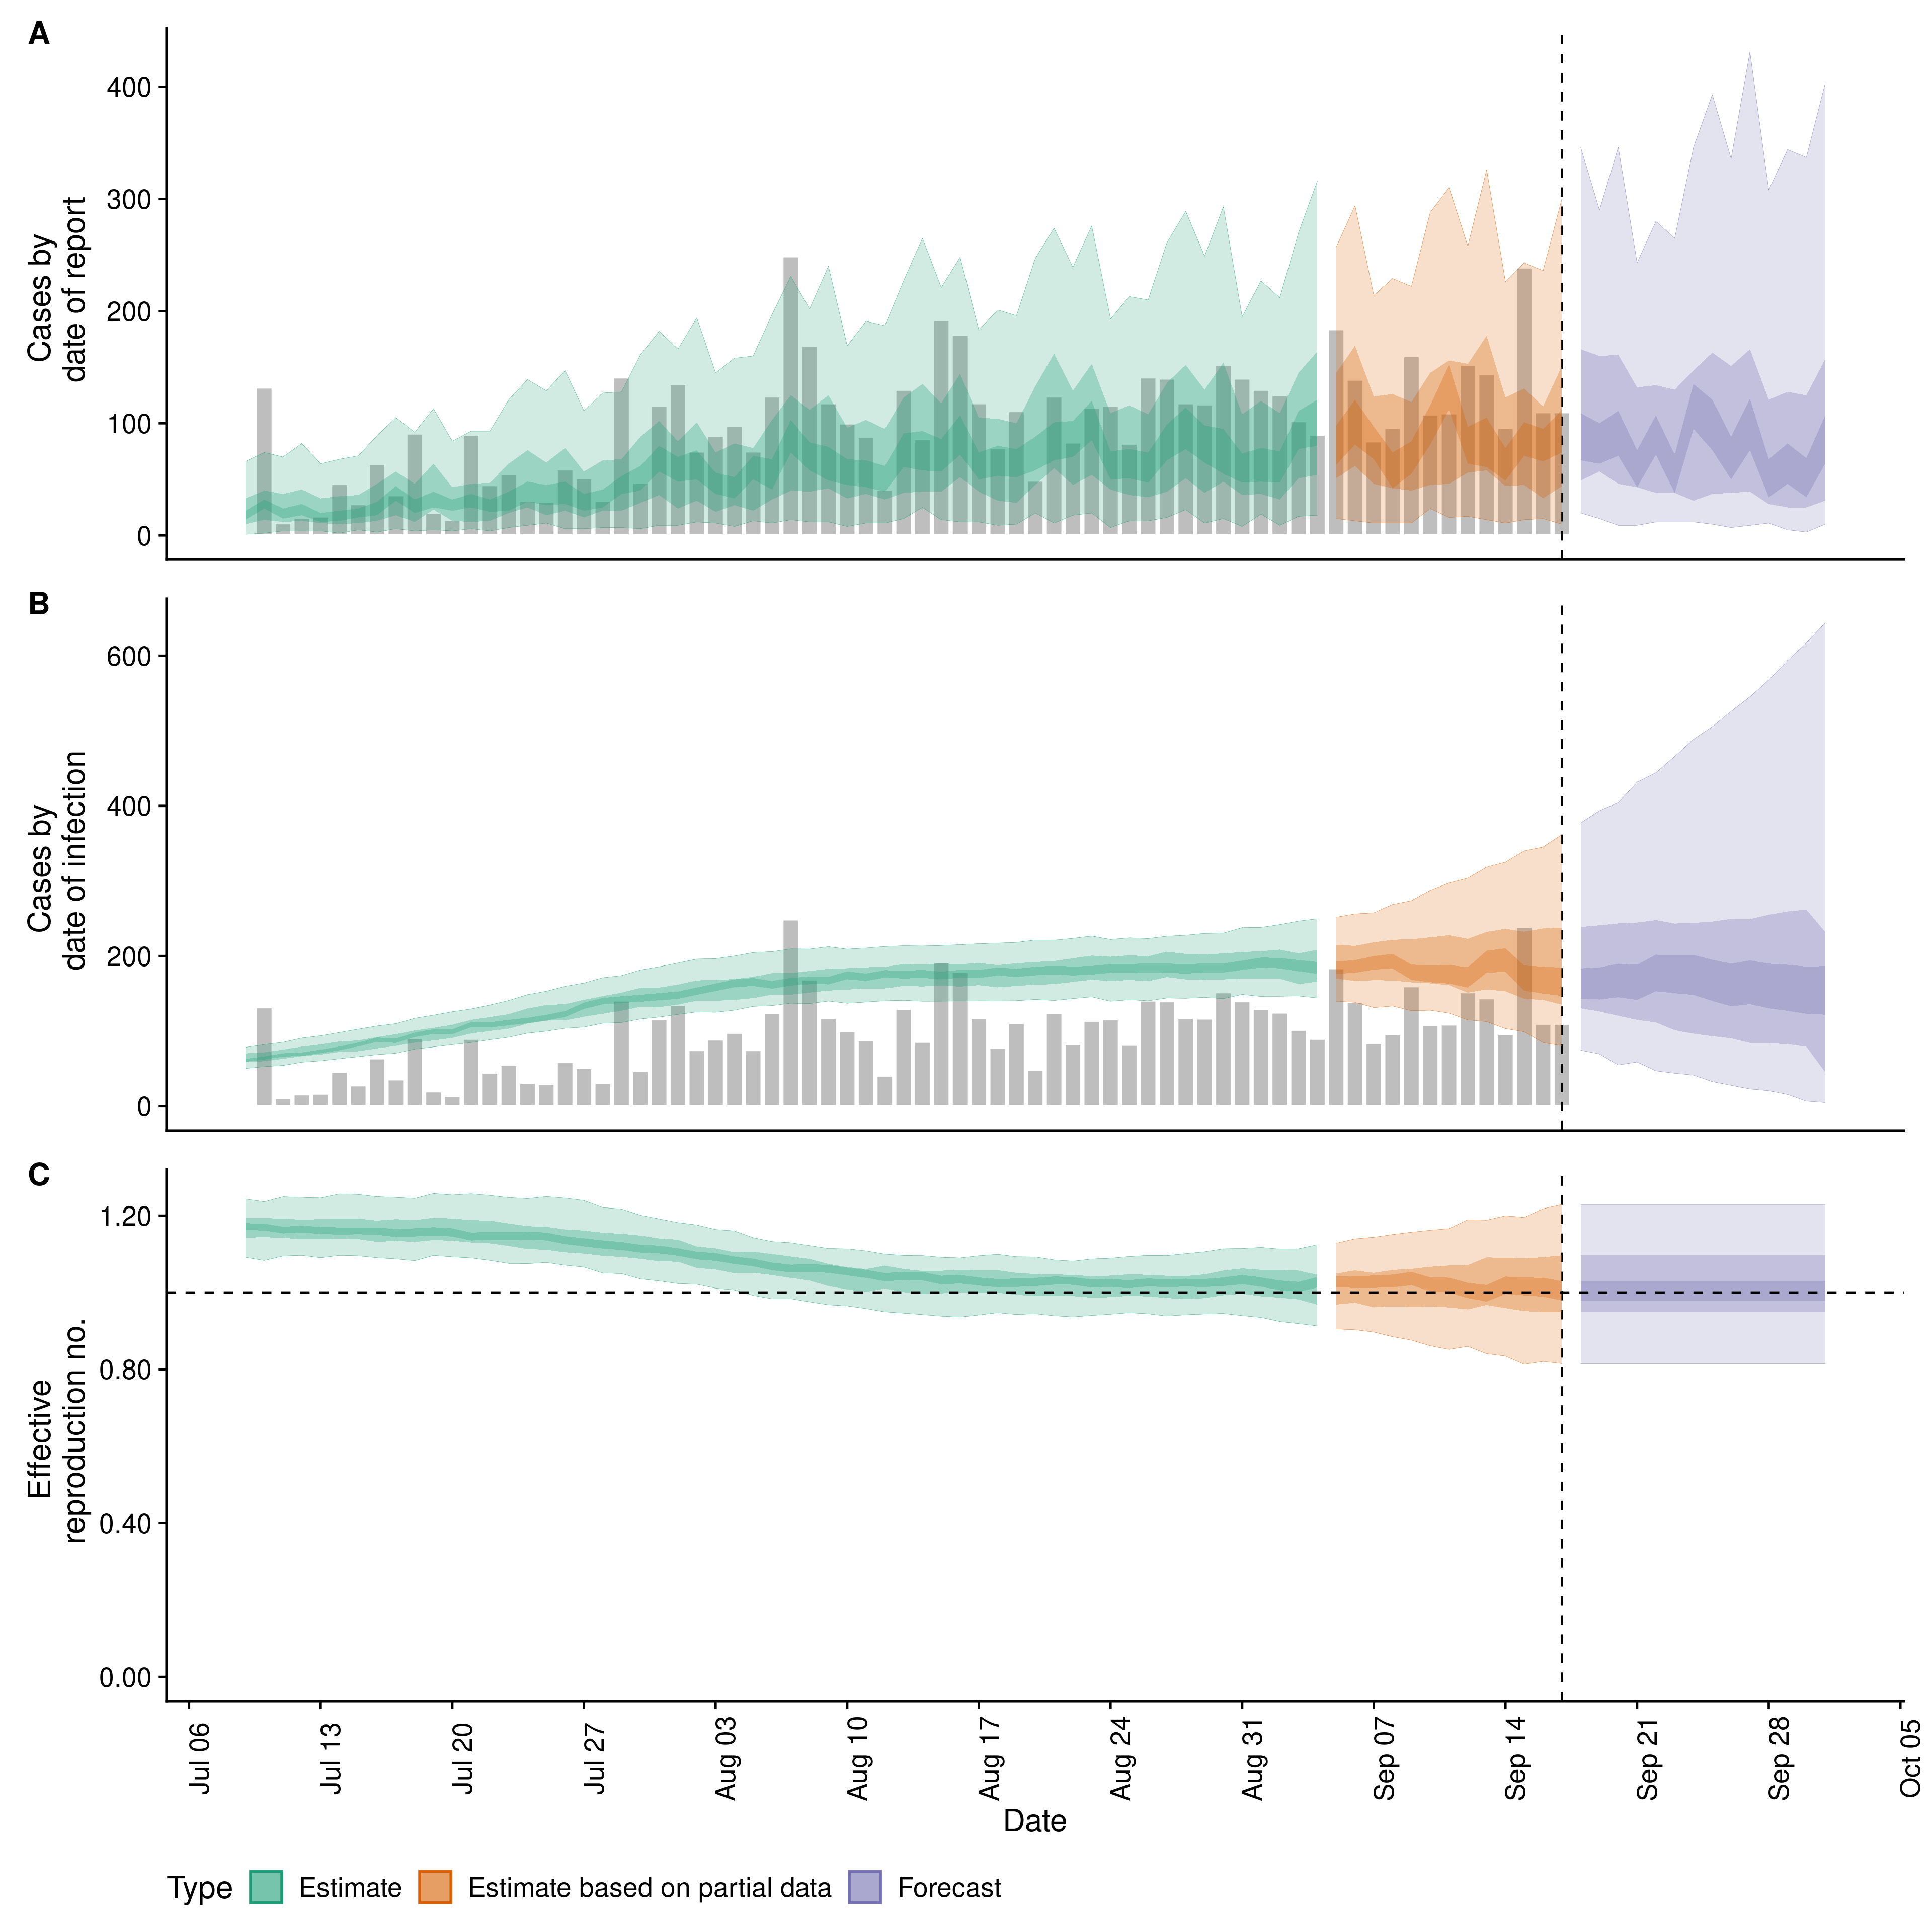 A
400
300
200
100
0
Cases by
date of report
B
600
400
200
0
Cases by
date of infection
C
1.20
0.80
0.40
0.00
Effective
reproduction no.
Jul 06
Jul 13
Jul 20
Jul 27
Aug 03
Aug 10
Aug 17
Aug 24
Aug 31
Sep 07
Sep 14
Sep 21
Sep 28
Oct 05
Date
Type Estimate Estimate based on partial data Forecast